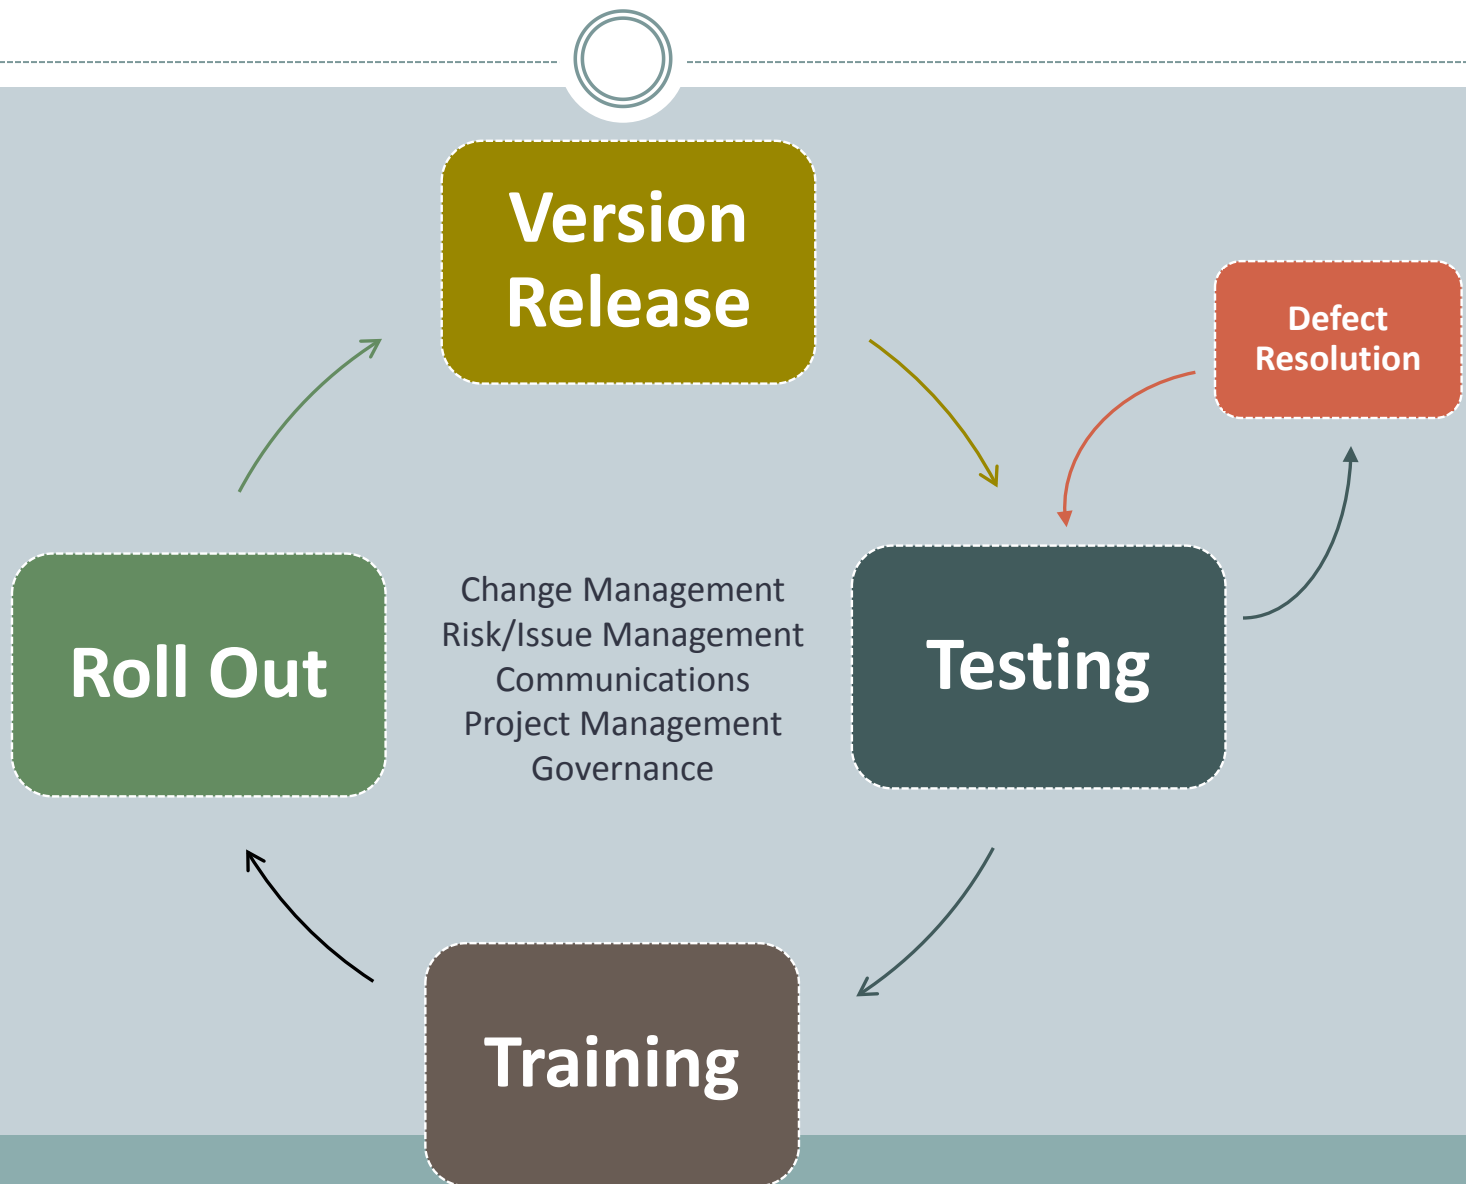 Version
Release
Defect
Resolution
Change Management
Risk/Issue Management
Communications
Project Management
Governance
Roll Out
Testing
Training